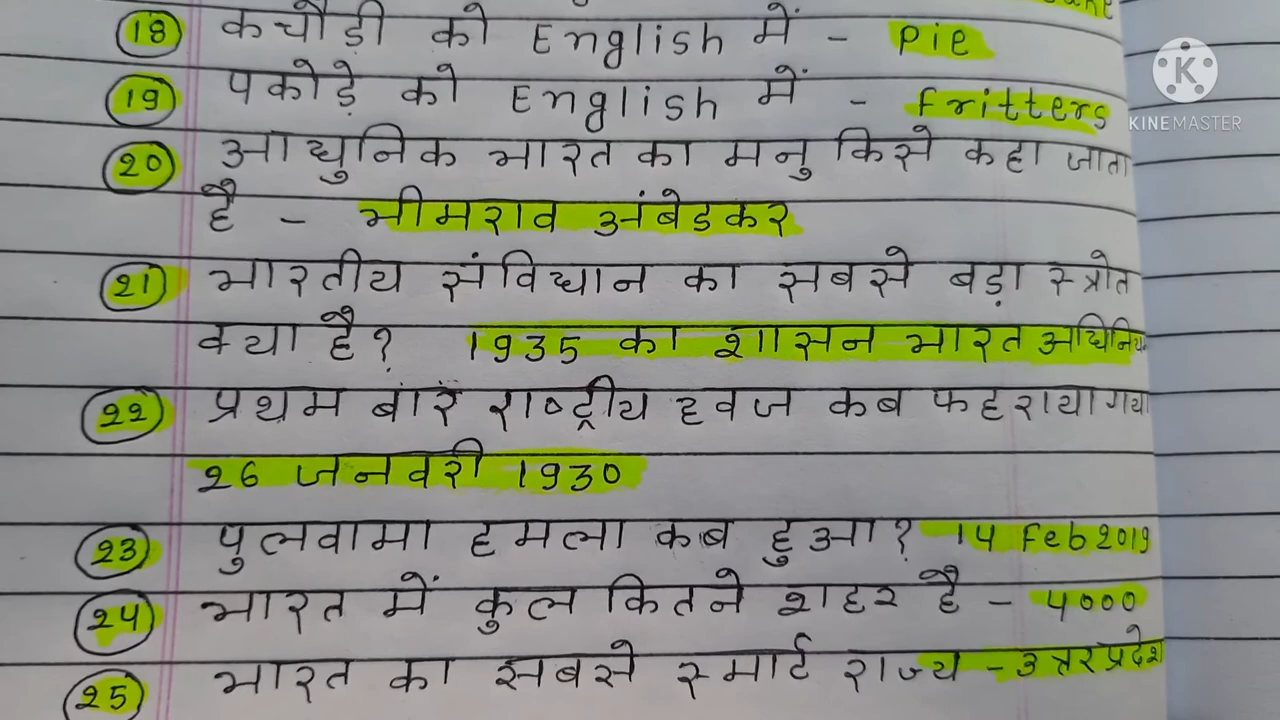 18 कचौड़ी को English में - Pie
KINEMASTER
19 पकोड़े को English में - fritters
20 आधुनिक भारत का मनु किसे कहा जाता
है - भीमराव अंबेडकर
21 भारतीय संविधान का सबसे बड़ा स्त्रोत
क्या है? 1935 का शासन भारत अधिनिय
22 प्रथम बार राष्ट्रीय ध्वज कब फहराया गया
26 जनवरी 1930
23 पुलवामा हमला कब हुआ? 14 Feb 2019
24 भारत में कुल कितने शहर है - 4000
25 भारत का सबसे स्मार्ट राज्य - उत्तरप्रदेश